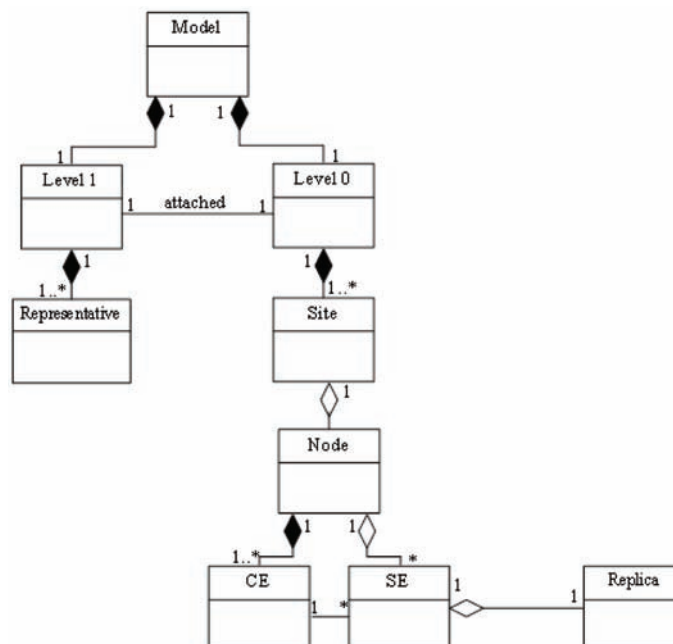 Model
1 1
1 1
Level 1 Level 0
1 attached 1
1 1
1..* 1..*
Representative Site
1
Node
1 1
1..* *
CE SE Replica
1
1 * 1